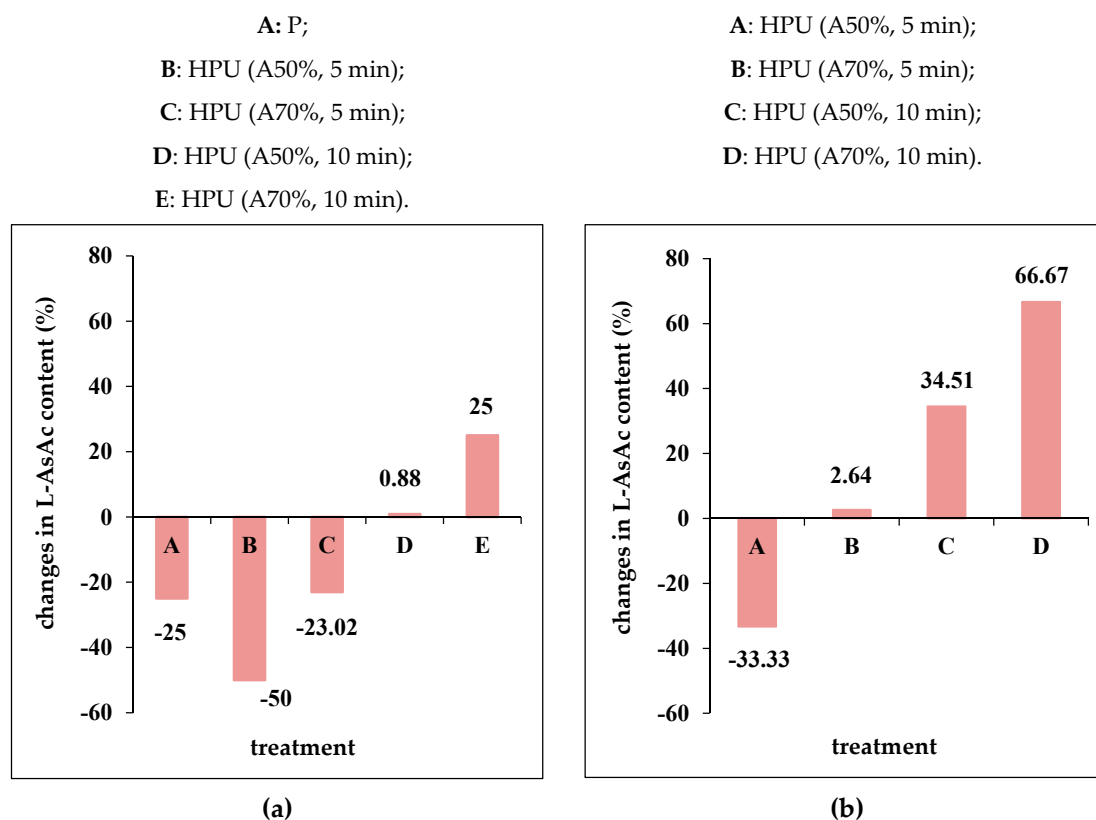 A: P;
B: HPU (A50%, 5 min);
C: HPU (A70%, 5 min);
D: HPU (A50%, 10 min);
E: HPU (A70%, 10 min).
A: HPU (A50%, 5 min);
B: HPU (A70%, 5 min);
C: HPU (A50%, 10 min);
D: HPU (A70%, 10 min).
changes in L-AsAc content (%)
80
60
40
20
0
-20
-40
-60
25
0.88
A
B
C
D
E
-25
-23.02
-50
treatment
(a)
changes in L-AsAc content (%)
80
60
40
20
0
-20
-40
-60
66.67
34.51
2.64
A
B
C
D
-33.33
treatment
(b)